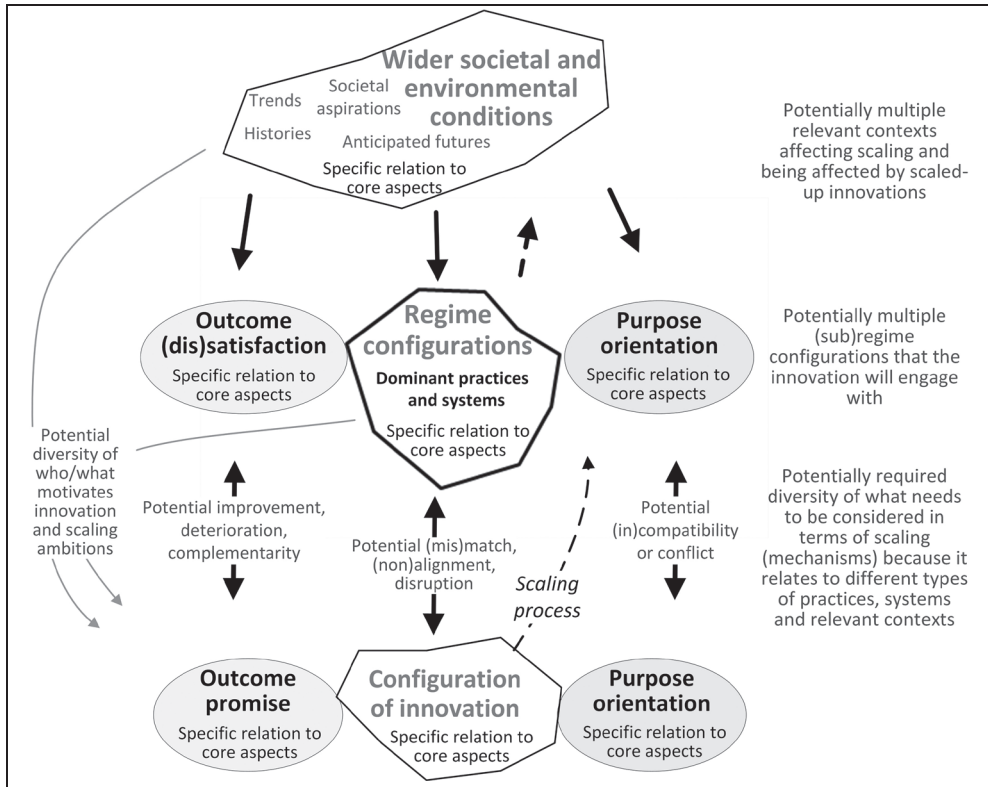 Wider societal and
environmental
conditions
Trends
Societal
aspirations
Histories
Anticipated futures
Specific relation to
core aspects
Potentially multiple
relevant contexts
affecting scaling and
being affected by scaled-
up innovations
Outcome
(dis)satisfaction
Specific relation to
core aspects
Regime
configurations
Dominant practices
and systems
Specific relation to
core aspects
Purpose
orientation
Specific relation to
core aspects
Potentially multiple
(sub)regime
configurations that the
innovation will engage
with
Potential
diversity of
who/what
motivates
innovation
and scaling
ambitions
Potential improvement,
deterioration,
complementarity
Potential (mis)match,
(non)alignment,
disruption
Potential
(in)compatibility
or conflict
Scaling
process
Potentially required
diversity of what needs
to be considered in
terms of scaling
(mechanisms) because it
relates to different types
of practices, systems
and relevant contexts
Outcome
promise
Specific relation to
core aspects
Configuration
of innovation
Specific relation to
core aspects
Purpose
orientation
Specific relation to
core aspects